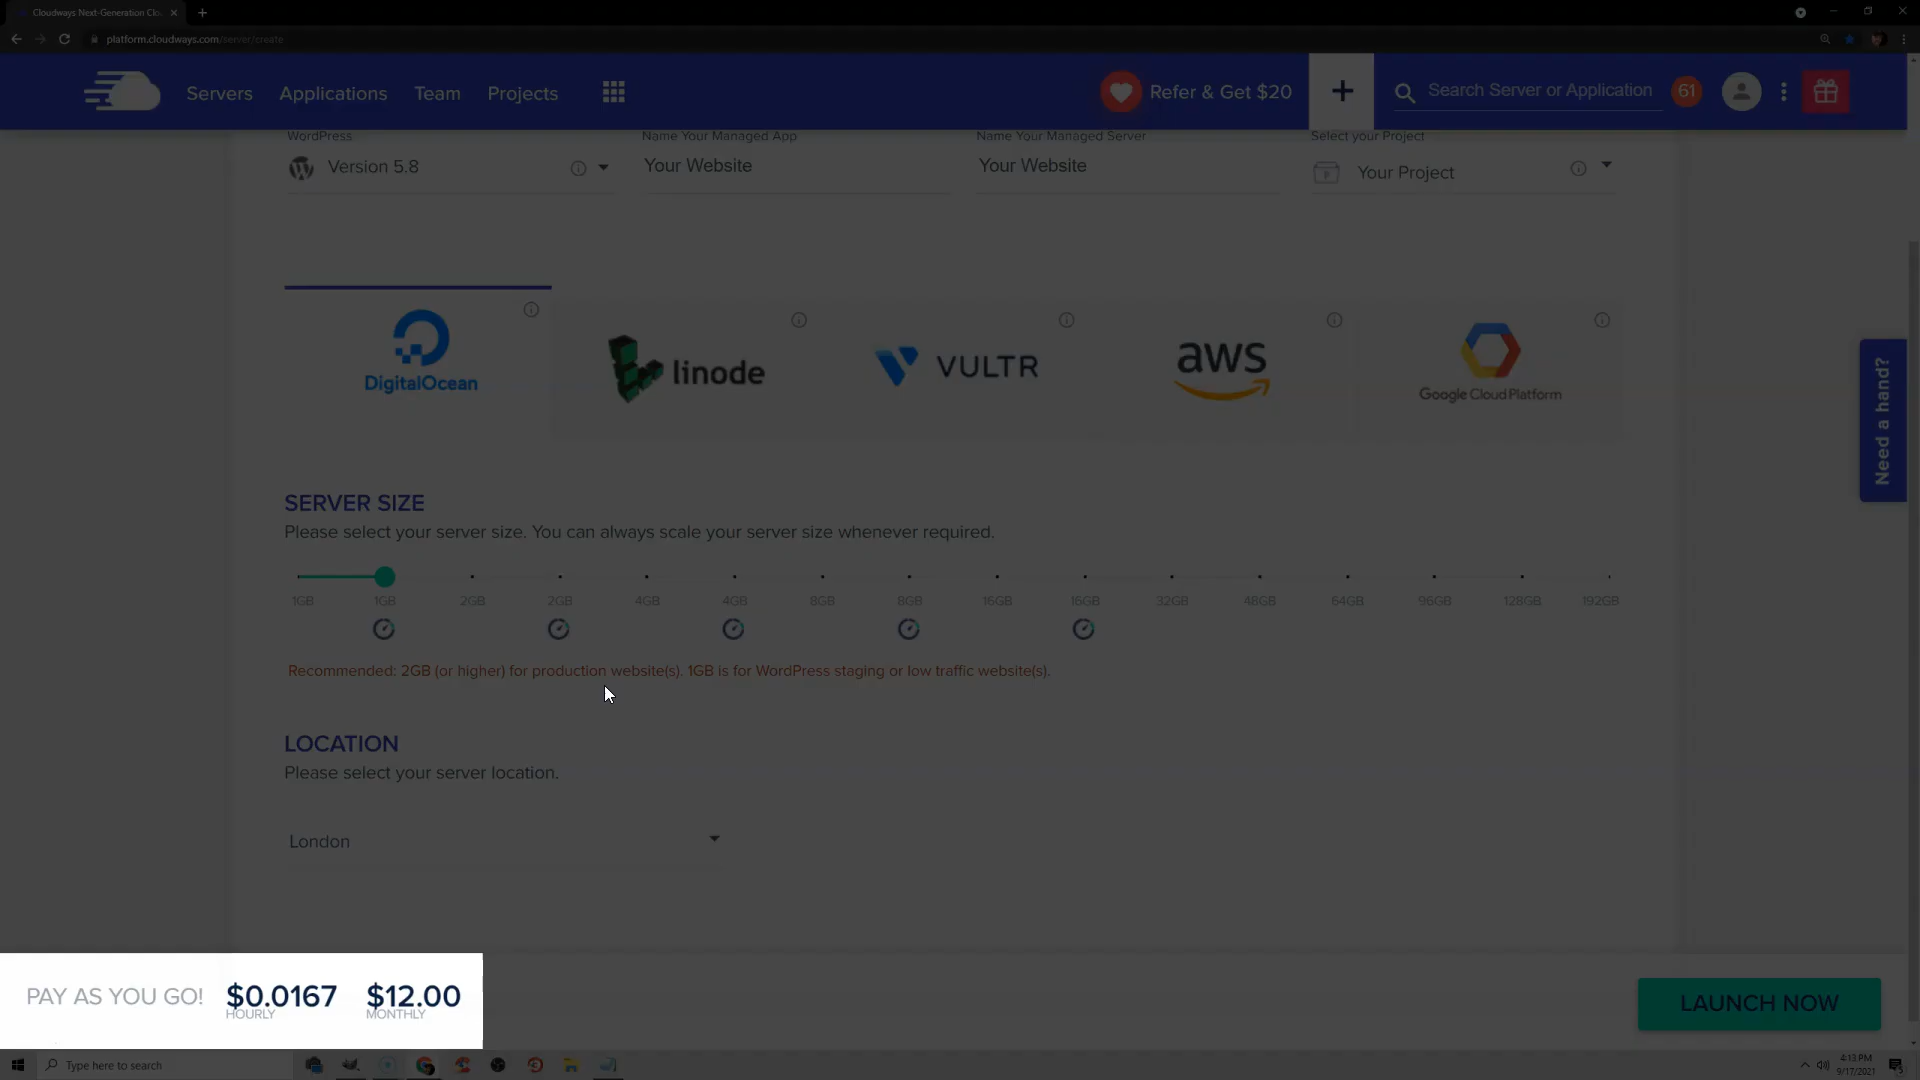 Cloudways Next-Generation Clo
platform.cloudways.com/server/create
Servers
Applications
Team
Projects
Refer & Get $20
+
Search Server or Application
61
WordPress
Version 5.8
Name Your Managed App
Your Website
Name Your Managed Server
Your Website
Select your Project
Your Project
DigitalOcean
linode
VULTR
aws
Google Cloud Platform
Need a hand?
SERVER SIZE
Please select your server size. You can always scale your server size whenever required.
1GB 1GB 2GB 2GB 4GB 4GB 8GB 8GB 16GB 16GB 32GB 48GB 64GB 96GB 128GB 192GB
Recommended: 2GB (or higher) for production website(s). 1GB is for WordPress staging or low traffic website(s).
LOCATION
Please select your server location.
London
PAY AS YOU GO! $0.0167 $12.00
HOURLY MONTHLY
LAUNCH NOW
Type here to search
4:13 PM
9/17/2021